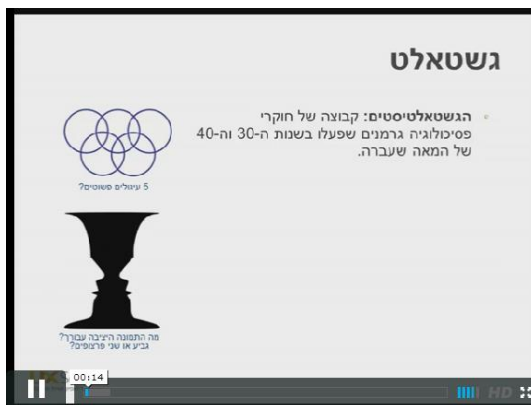 גשטאלט
הגשטאלטיסטים: קבוצה של חוקרי
פסיכולוגיה גרמנים שפעלו בשנות ה-30 וה-40
של המאה שעברה.
5 עיגולים פשוטים?
מה התמונה היציבה עבורך?
גביע או שני פרצופים?
00:14
HD